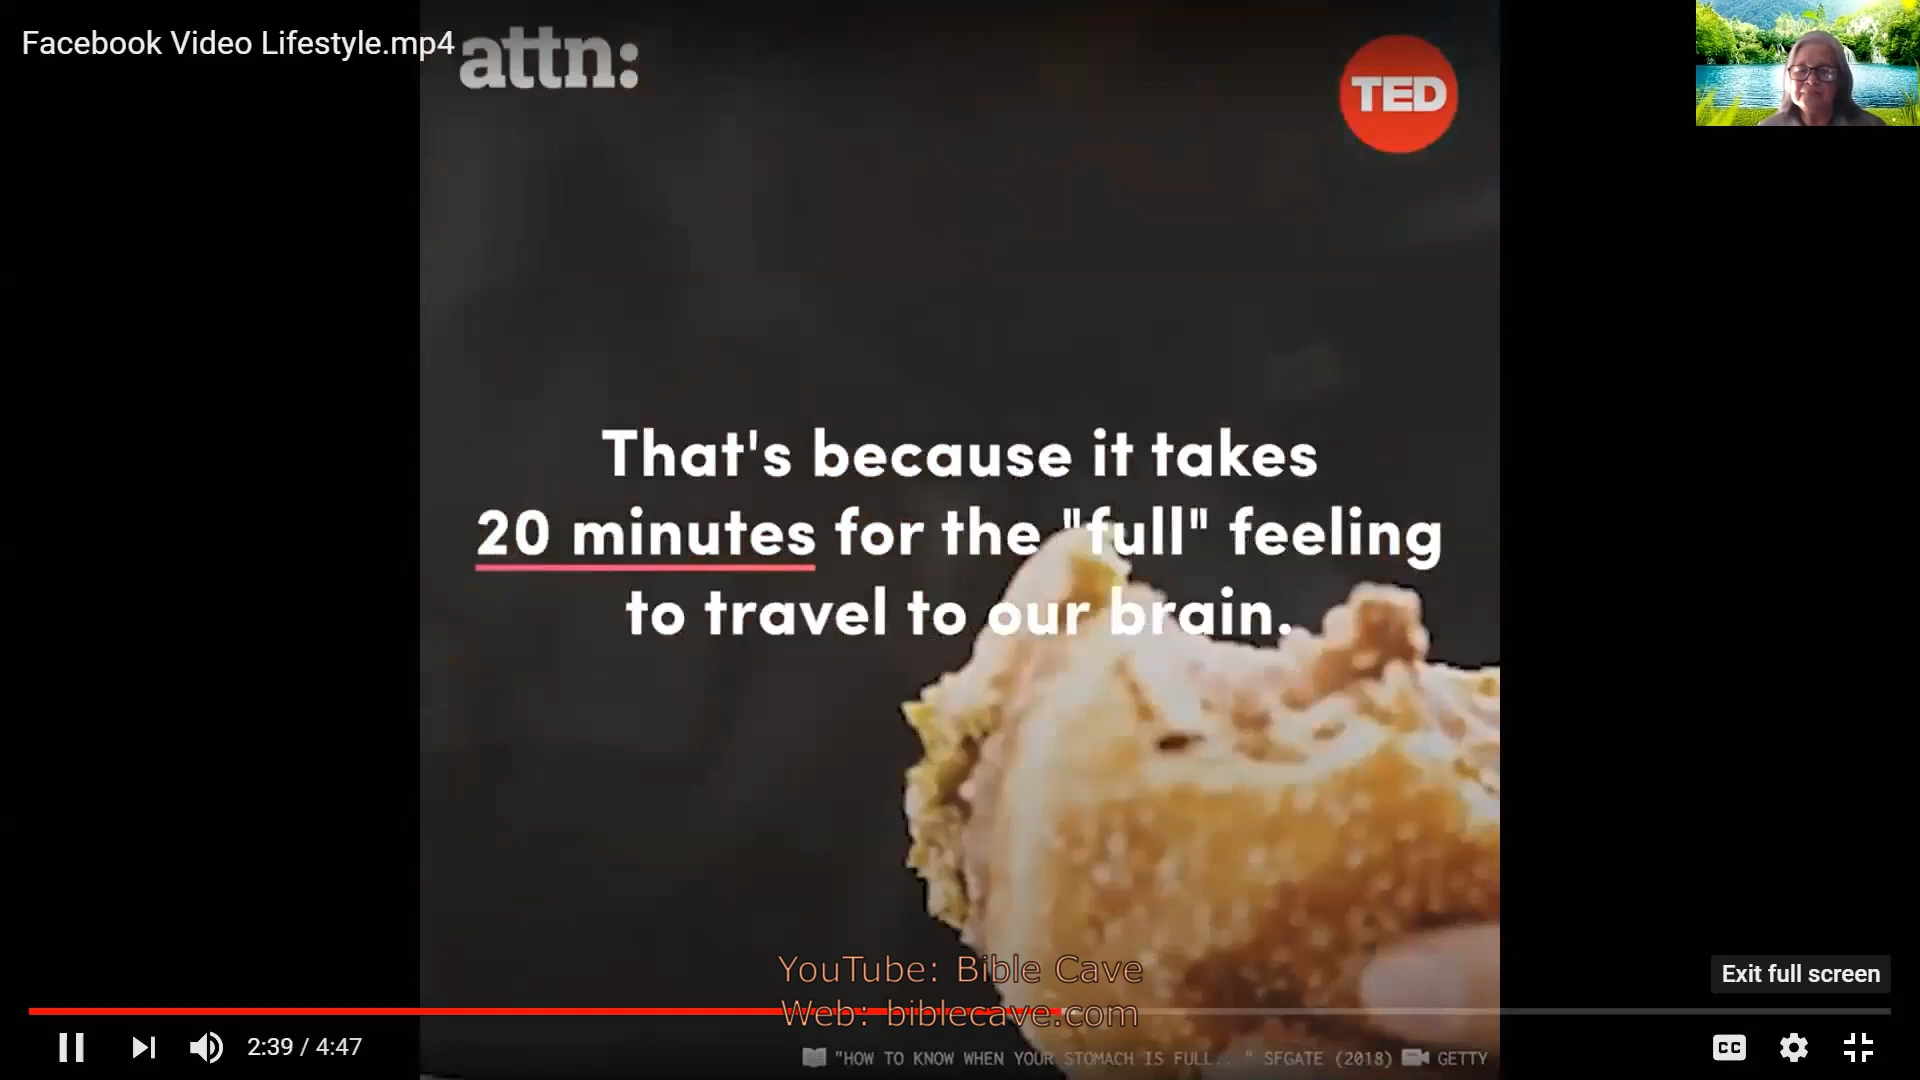 Facebook Video Lifestyle.mp4
attn:
TED
That's because it takes
20 minutes for the "full" feeling
to travel to our brain.
YouTube: Bible Cave
Web: biblecave.com
Exit full screen
2:39 / 4:47
CC
"HOW TO KNOW WHEN YOUR STOMACH IS FULL..." SFGATE (2018) GETTY